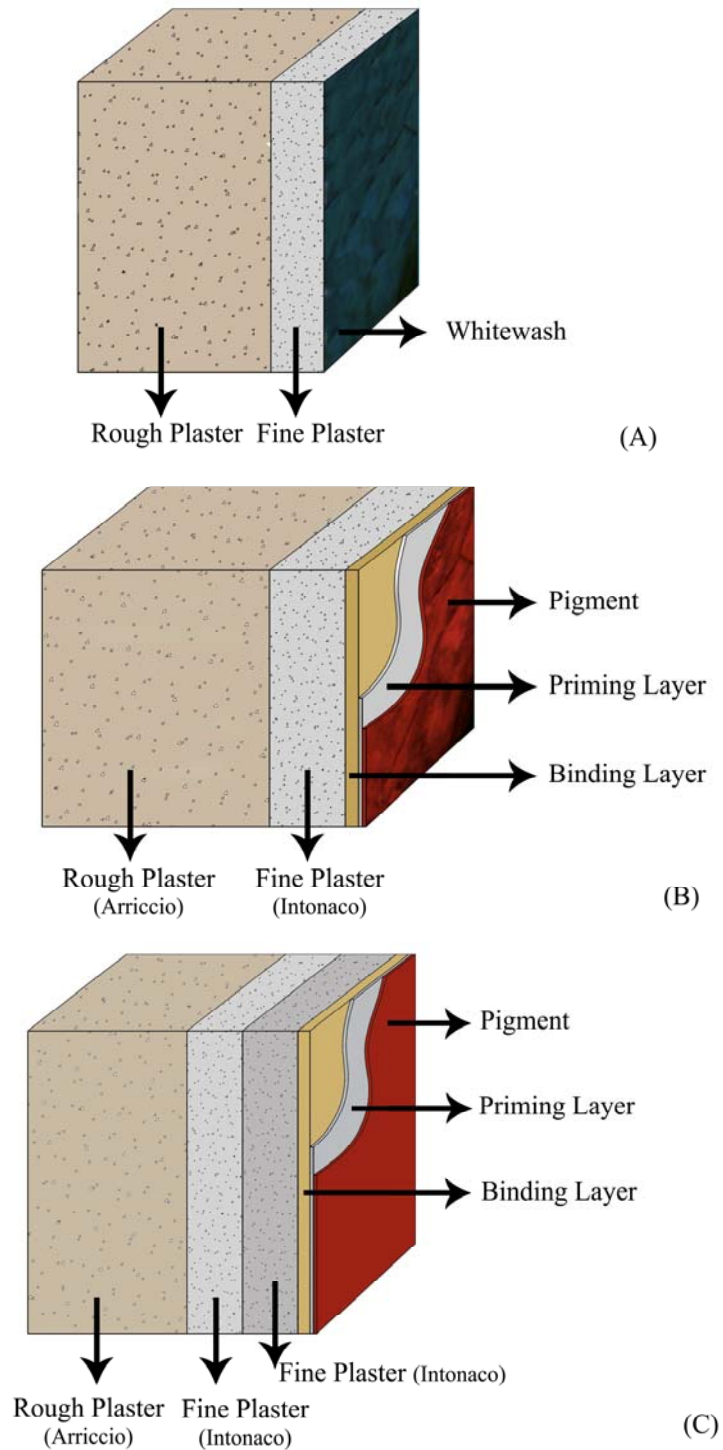 Whitewash
Rough Plaster Fine Plaster
(A)
Pigment
Priming Layer
Binding Layer
Rough Plaster Fine Plaster
(Arriccio) (Intonaco)
(B)
Pigment
Priming Layer
Binding Layer
Fine Plaster (Intonaco)
Rough Plaster Fine Plaster
(Arriccio) (Intonaco)
(C)